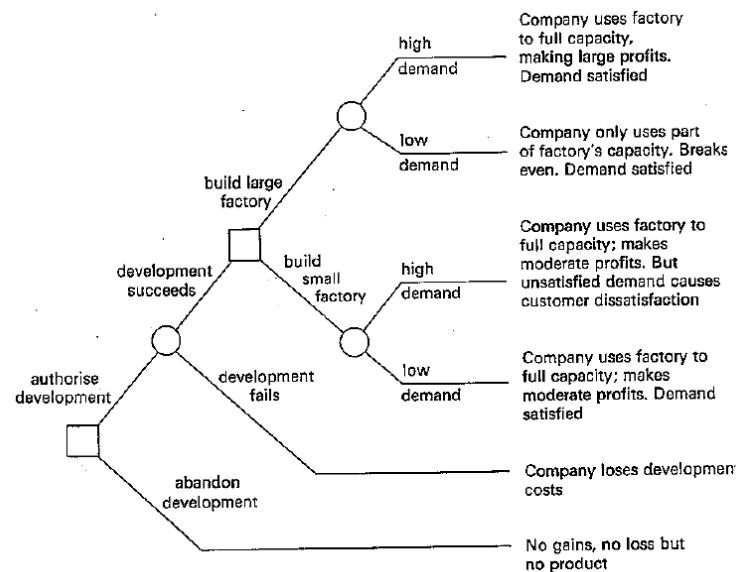 high
demand
Company uses factory
to full capacity,
making large profits.
Demand satisfied
low
demand
Company only uses part
of factory's capacity. Breaks
even. Demand satisfied
build large
factory
build
small
factory
high
demand
Company uses factory to
full capacity; makes
moderate profits. But
unsatisfied demand causes
customer dissatisfaction
development
succeeds
low
demand
Company uses factory to
full capacity; makes
moderate profits. Demand
satisfied
authorise
development
development
fails
abandon
development
Company loses developmen
costs
No gains, no loss but
no product